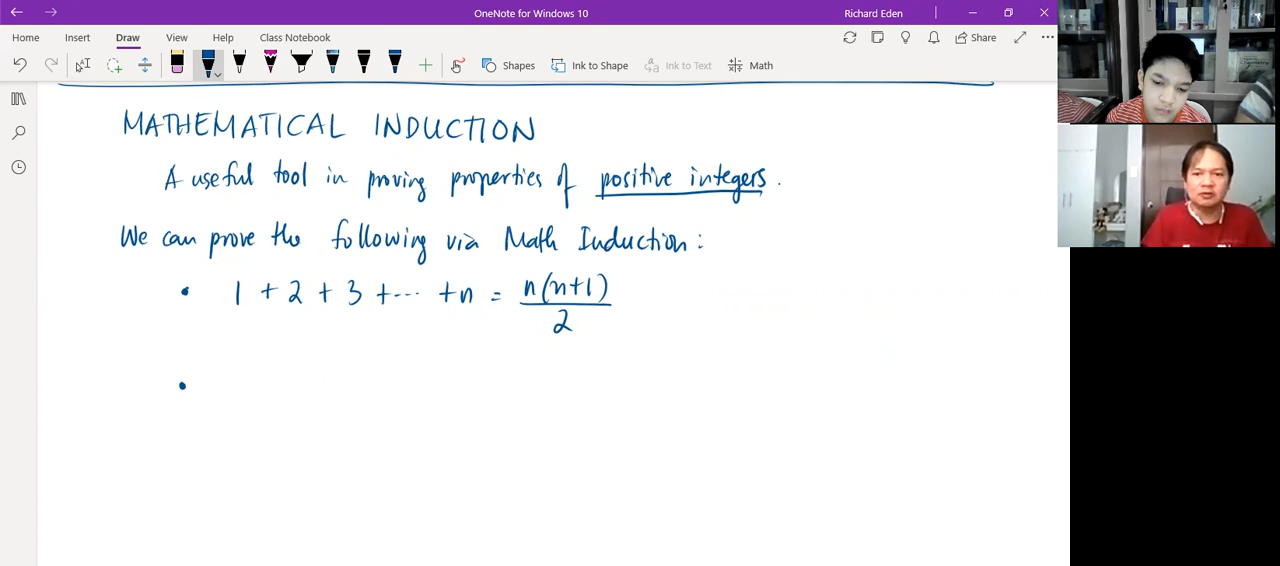 OneNote for Windows 10
Richard Eden
Home Insert Draw View Help Class Notebook
Share
Shapes Ink to Shape Ink to Text Math
MATHEMATICAL INDUCTION
A useful tool in proving properties of positive integers.
We can prove the following via Math Induction:
• 1 + 2 + 3 + ... + n = n(n+1)
2
•